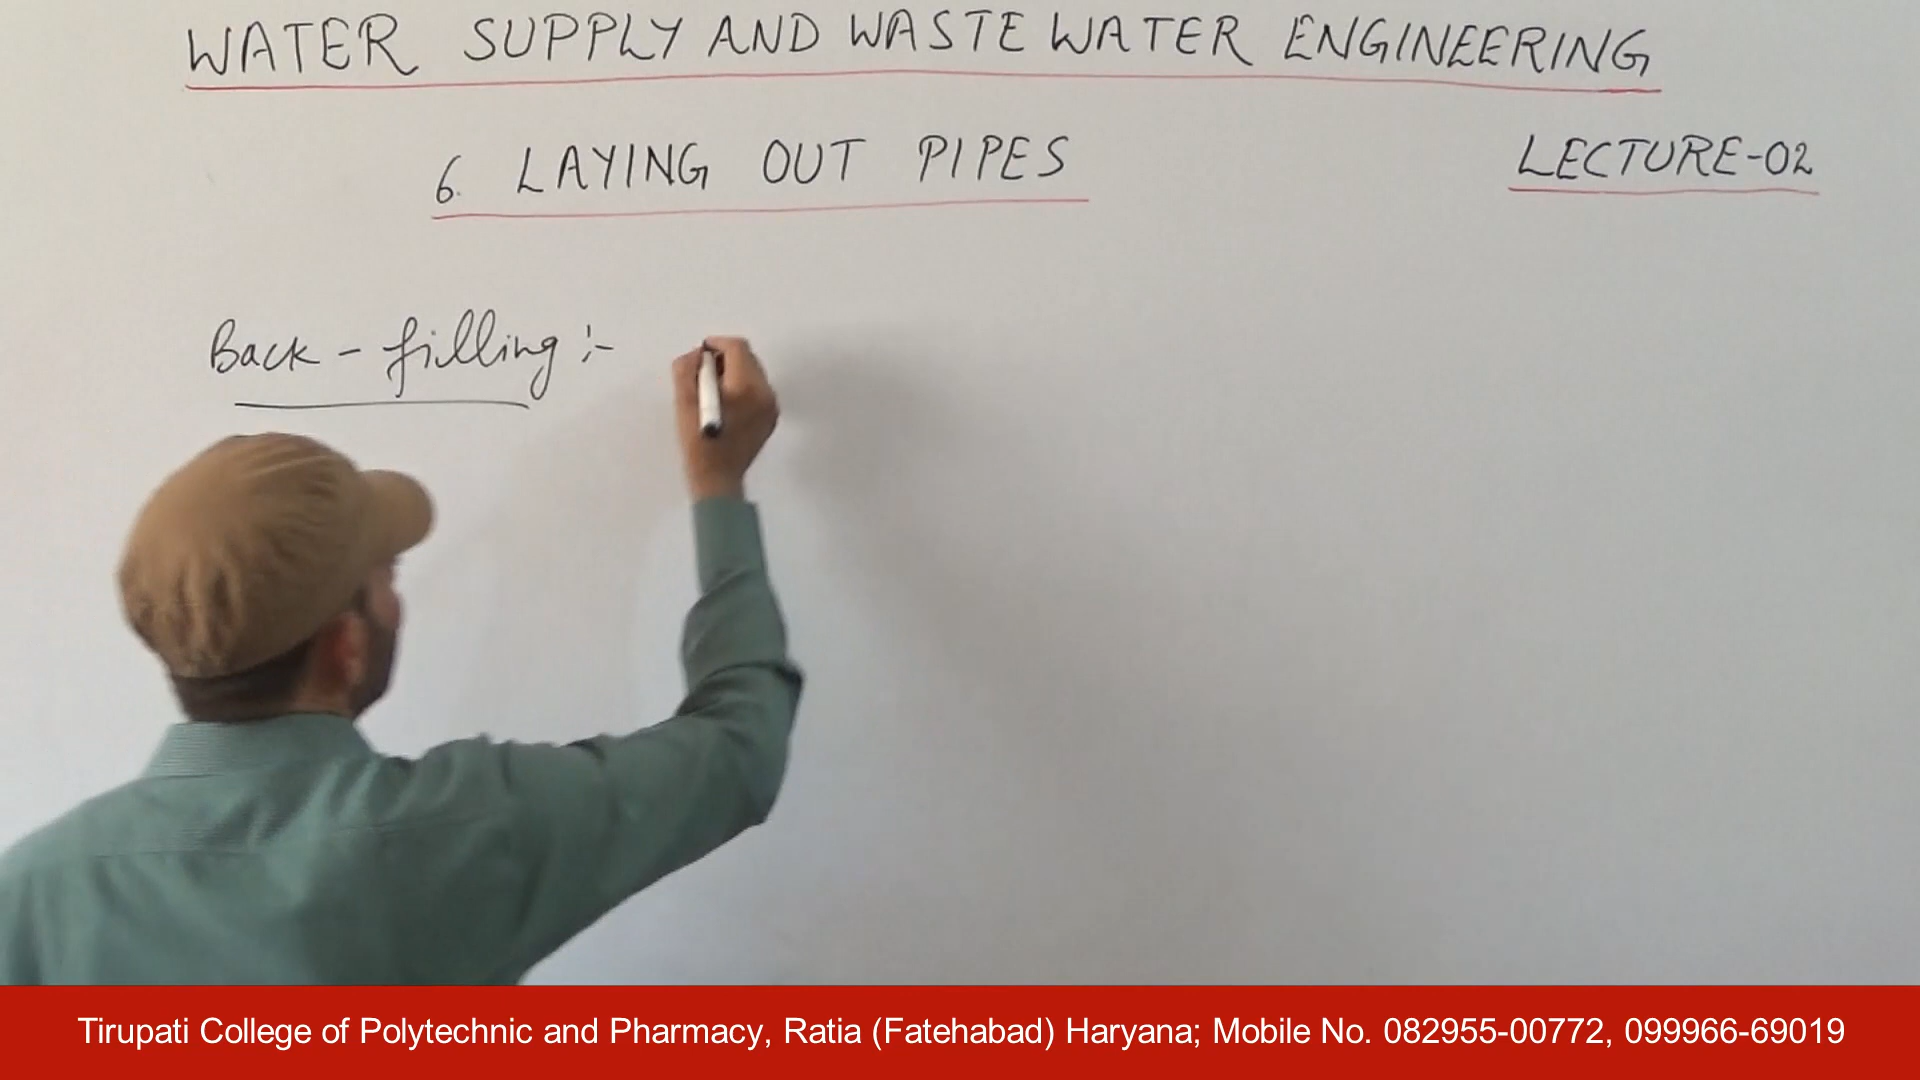 WATER SUPPLY AND WASTE WATER ENGINEERING
6. LAYING OUT PIPES
LECTURE-02
Back-filling :-
Tirupati College of Polytechnic and Pharmacy, Ratia (Fatehabad) Haryana; Mobile No. 082955-00772, 099966-69019